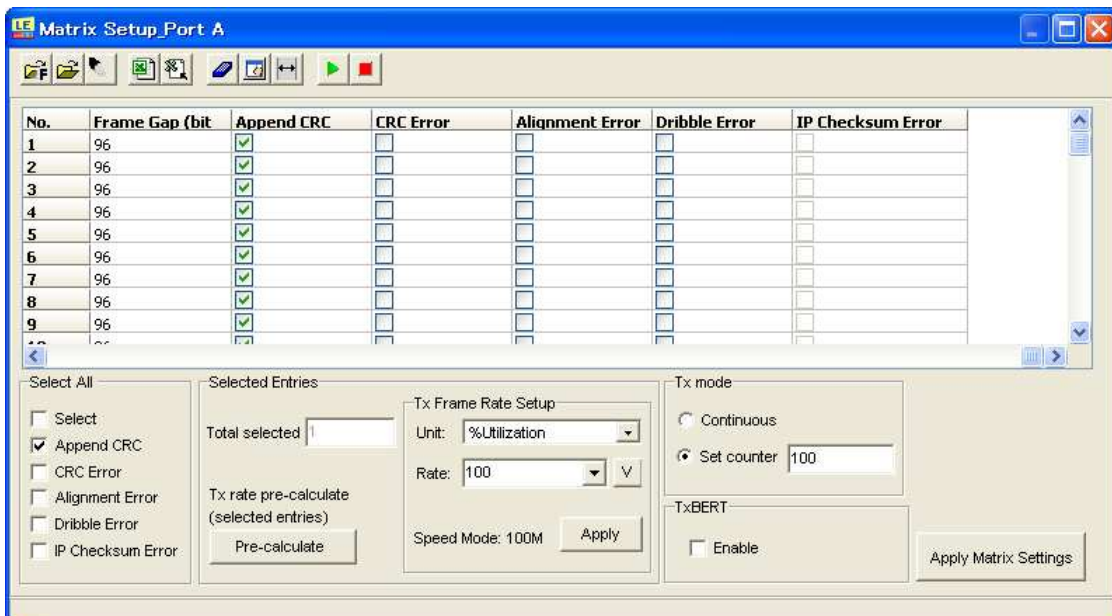 LE Matrix Setup_Port A
No. Frame Gap (bit Append CRC CRC Error Alignment Error Dribble Error IP Checksum Error
1 96
2 96
3 96
4 96
5 96
6 96
7 96
8 96
9 96
Select All
Select
Append CRC
CRC Error
Alignment Error
Dribble Error
IP Checksum Error
Selected Entries
Total selected 1
Tx rate pre-calculate
(selected entries)
Pre-calculate
Tx Frame Rate Setup
Unit: %Utilization
Rate: 100 V
Speed Mode: 100M Apply
Tx mode
Continuous
Set counter 100
TxBERT
Enable
Apply Matrix Settings